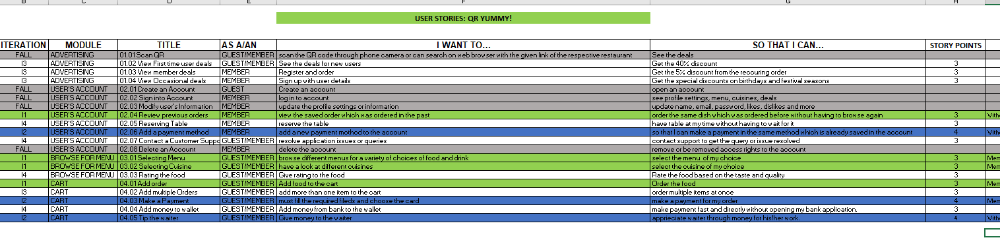 B C D E F G H
USER STORIES: QR YUMMY!
ITERATION MODULE TITLE AS A/AN I WANT TO... SO THAT I CAN... STORY POINTS
FALL ADVERTISING 01.01 Scan QR GUEST/MEMBER scan the QR code through phone camera or can search on web browser with the given link of the respective restaurant See the deals
I3 ADVERTISING 01.02 View First time user deals GUEST/MEMBER See the deals for new users Get the 40% discount 3
I3 ADVERTISING 01.03 View member deals MEMBER Register and order Get the 5% discount from the reccuring order 3
I3 ADVERTISING 01.04 View Occasional deals MEMBER Sign up with user details Get the special discounts on birthdays and festival seasons 3
FALL USER'S ACCOUNT 02.01 Create an Account GUEST Create an account open an account
FALL USER'S ACCOUNT 02.02 Sign into Account MEMBER log in to account see profile settings, menu, cuisines, deals
FALL USER'S ACCOUNT 02.03 Modify user's Information MEMBER update the profile settings or information update name, email, password, likes, dislikes and more
I1 USER'S ACCOUNT 02.04 Review previous orders MEMBER view the saved order which was ordered in the past order the same dish which was ordered before without having to browse again 3 With
I4 USER'S ACCOUNT 02.05 Reserving Table MEMBER reserve the table have table at my time without having to wait for it 3
I2 USER'S ACCOUNT 02.06 Add a payment method MEMBER add a new payment mothod to the account so that I can make a payment in the same method which is already saved in the account 4 With
I4 USER'S ACCOUNT 02.07 Contact a Customer Suppo GUEST/MEMBER resolve application issues or queries contact support to get the query or issue resolved 3
FALL USER'S ACCOUNT 02.08 Delete an Account MEMBER delete the account remove or be removed access rights to the account
I1 BROWSE FOR MENU 03.01 Selecting Menu GUEST/MEMBER browse different menus for a variety of choices of food and drink select the menu of my choice 3 Mem
I1 BROWSE FOR MENU 03.02 Selecting Cuisine GUEST/MEMBER have a look at different cuisines select the cuisine of my choice 3 Mem
I4 BROWSE FOR MENU 03.03 Rating the food GUEST/MEMBER Give rating to the food Rate the food based on the taste and quality 3
I1 CART 04.01 Add order GUEST/MEMBER Add food to the cart Order the food 3 Mem
I3 CART 04.02 Add multiple Orders GUEST/MEMBER add more than one item to the cart order multiple items at once 3
I2 CART 04.03 Make a Payment GUEST/MEMBER must fill the required fileds and choose the card make a payment for my order 4 Mem
I4 CART 04.04 Add money to wallet GUEST/MEMBER Add money from bank to the wallet make payment fast and directly without opening my bank application. 3
I2 CART 04.05 Tip the waiter GUEST/MEMBER Give money to the waiter apprieciate waiter through money for his/her work. 4 With